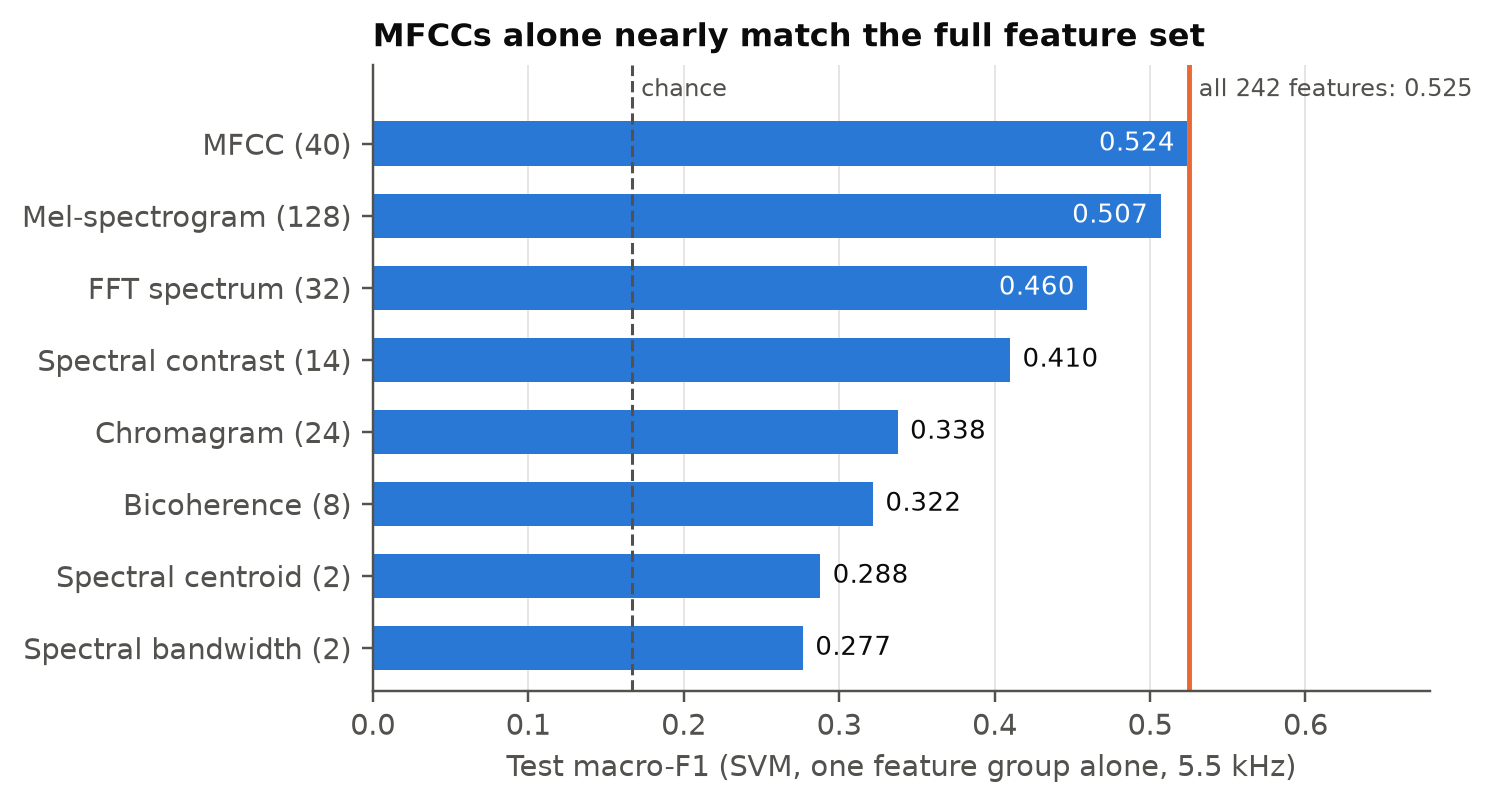 MFCCs alone nearly match the full feature set
chance
all 242 features: 0.525
MFCC (40)
0.524
Mel-spectrogram (128)
0.507
FFT spectrum (32)
0.460
Spectral contrast (14)
0.410
Chromagram (24)
0.338
Bicoherence (8)
0.322
Spectral centroid (2)
0.288
Spectral bandwidth (2)
0.277
0.0 0.1 0.2 0.3 0.4 0.5 0.6
Test macro-F1 (SVM, one feature group alone, 5.5 kHz)